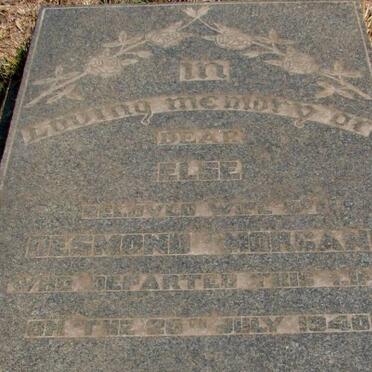 In
Loving memory of
DEAR
ELSE
BELOVED WIFE OF
DESMOND MORGAN
WHO DEPARTED THIS LIFE
ON THE 26TH JULY 1940